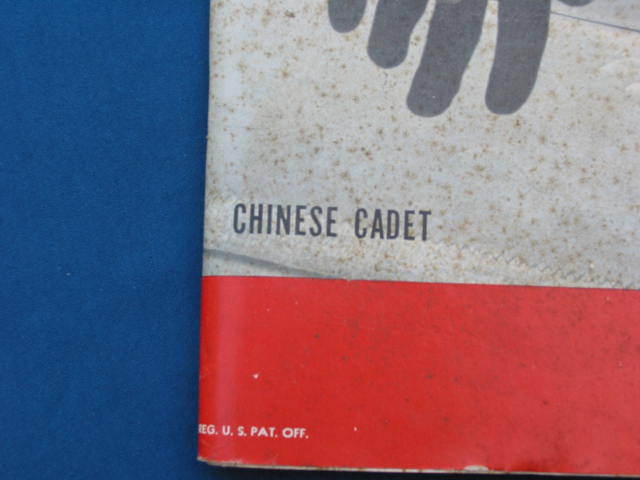 CHINESE CADET
REG. U. S. PAT. OFF.